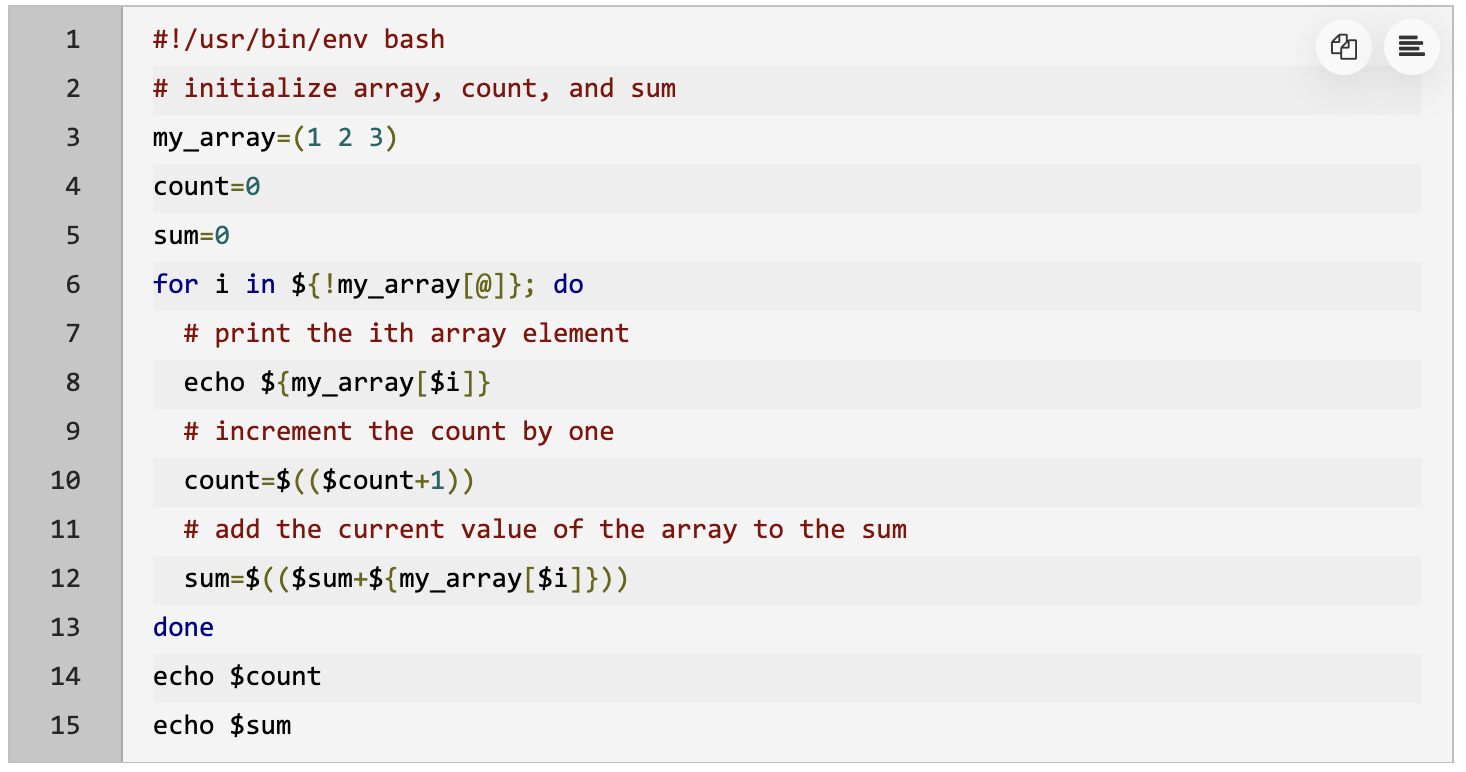 1 #!/usr/bin/env bash
2 # initialize array, count, and sum
3 my_array=(1 2 3)
4 count=0
5 sum=0
6 for i in ${!my_array[@]}; do
7   # print the ith array element
8   echo ${my_array[$i]}
9   # increment the count by one
10   count=$(($count+1))
11   # add the current value of the array to the sum
12   sum=$(($sum+${my_array[$i]}))
13 done
14 echo $count
15 echo $sum